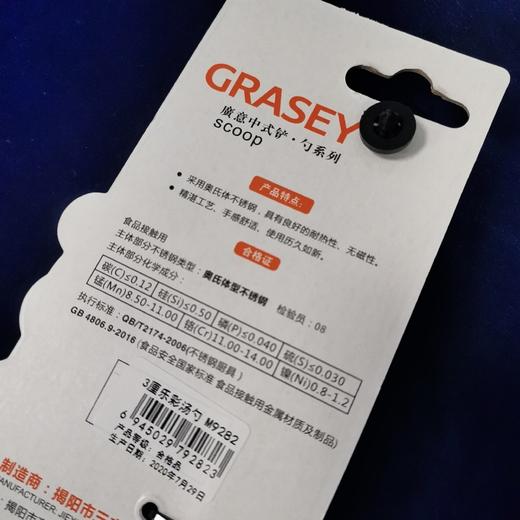 GRASEY
廣意中式铲·勺系列
scoop
产品特点:
采用奥氏体不锈钢,具有良好的耐热性、无磁性。
精湛工艺、手感舒适、使用历久如新。
合格证
食品接触用
主体部分不锈钢类型:奥氏体型不锈钢 检验员:08
主体部分化学成分:
碳(C)≤0.12 硅(Si)≤0.50 磷(P)≤0.040 硫(S)≤0.030
锰(Mn)8.50-11.00 铬(Cr)11.00-14.00 镍(Ni)0.8-1.2
执行标准:QB/T2174-2006(不锈钢厨具)
GB 4806.9-2016 (食品安全国家标准 食品接触用金属材质及制品)
3厘乐彩汤勺 M9282
6945029792823
产品等级:合格品
生产日期:2020年7月29日
制造商:揭阳市
MANUFACTURER: JIEY